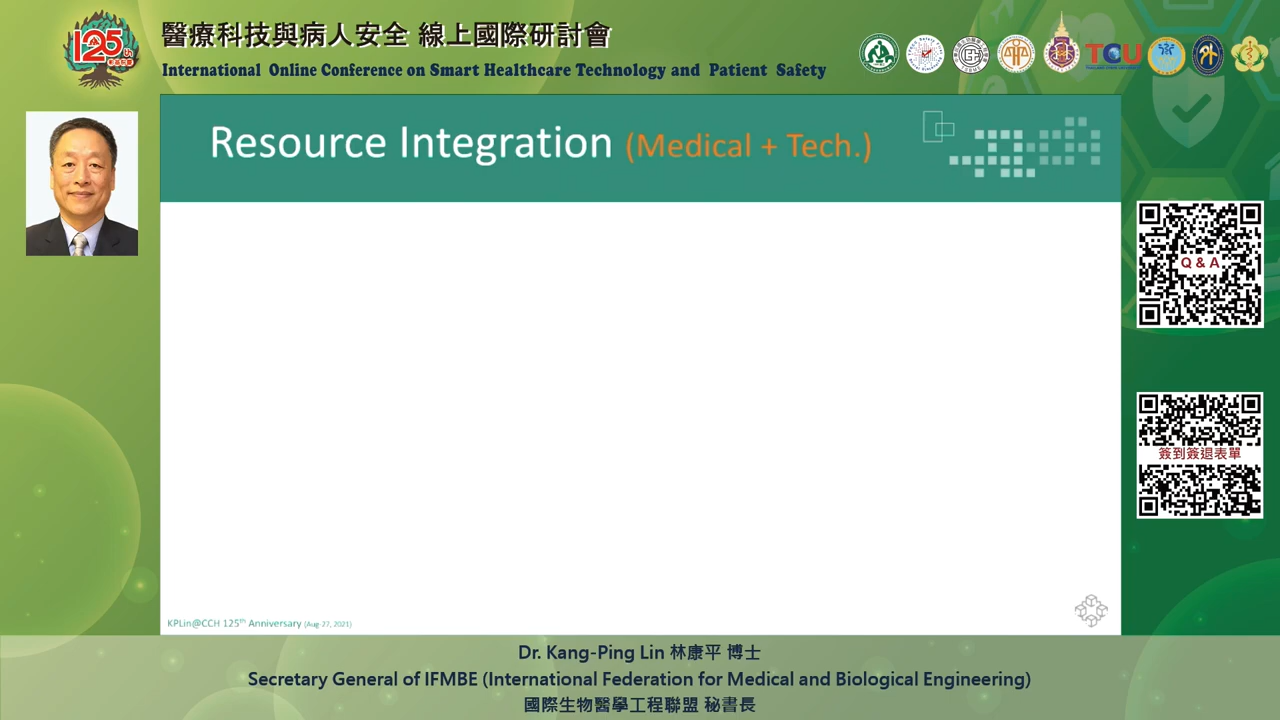 125th
醫療科技與病人安全 線上國際研討會
International Online Conference on Smart Healthcare Technology and Patient Safety
TCU
Resource Integration (Medical + Tech.)
Q & A
簽到簽退表單
KPLin@CCH 125th Anniversary (Aug-27, 2021)
Dr. Kang-Ping Lin 林康平 博士
Secretary General of IFMBE (International Federation for Medical and Biological Engineering)
國際生物醫學工程聯盟 秘書長